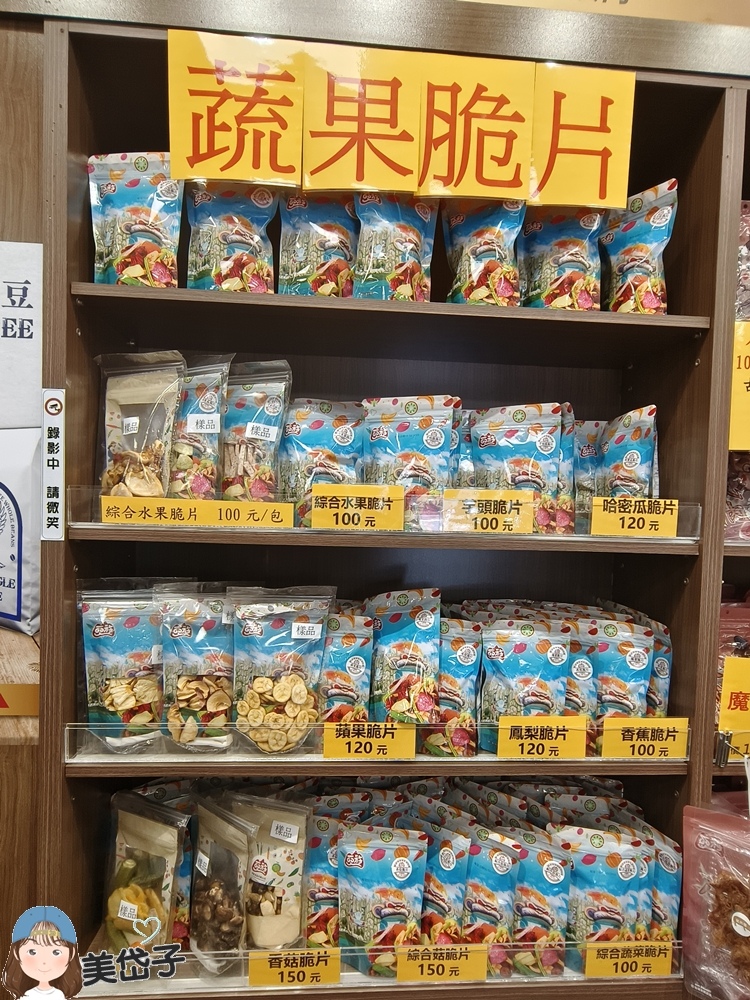 蔬果脆片
豆
EE
錄影中 請微笑
樣品
樣品
樣品
綜合水果脆片 100元/包
綜合水果脆片
100元
芋頭脆片
100元
哈密瓜脆片
120元
樣品
蘋果脆片
120元
鳳梨脆片
120元
香蕉脆片
100元
魔
樣品
樣品
香菇脆片
150元
綜合菇脆片
150元
綜合蔬菜脆片
100元
美岱子